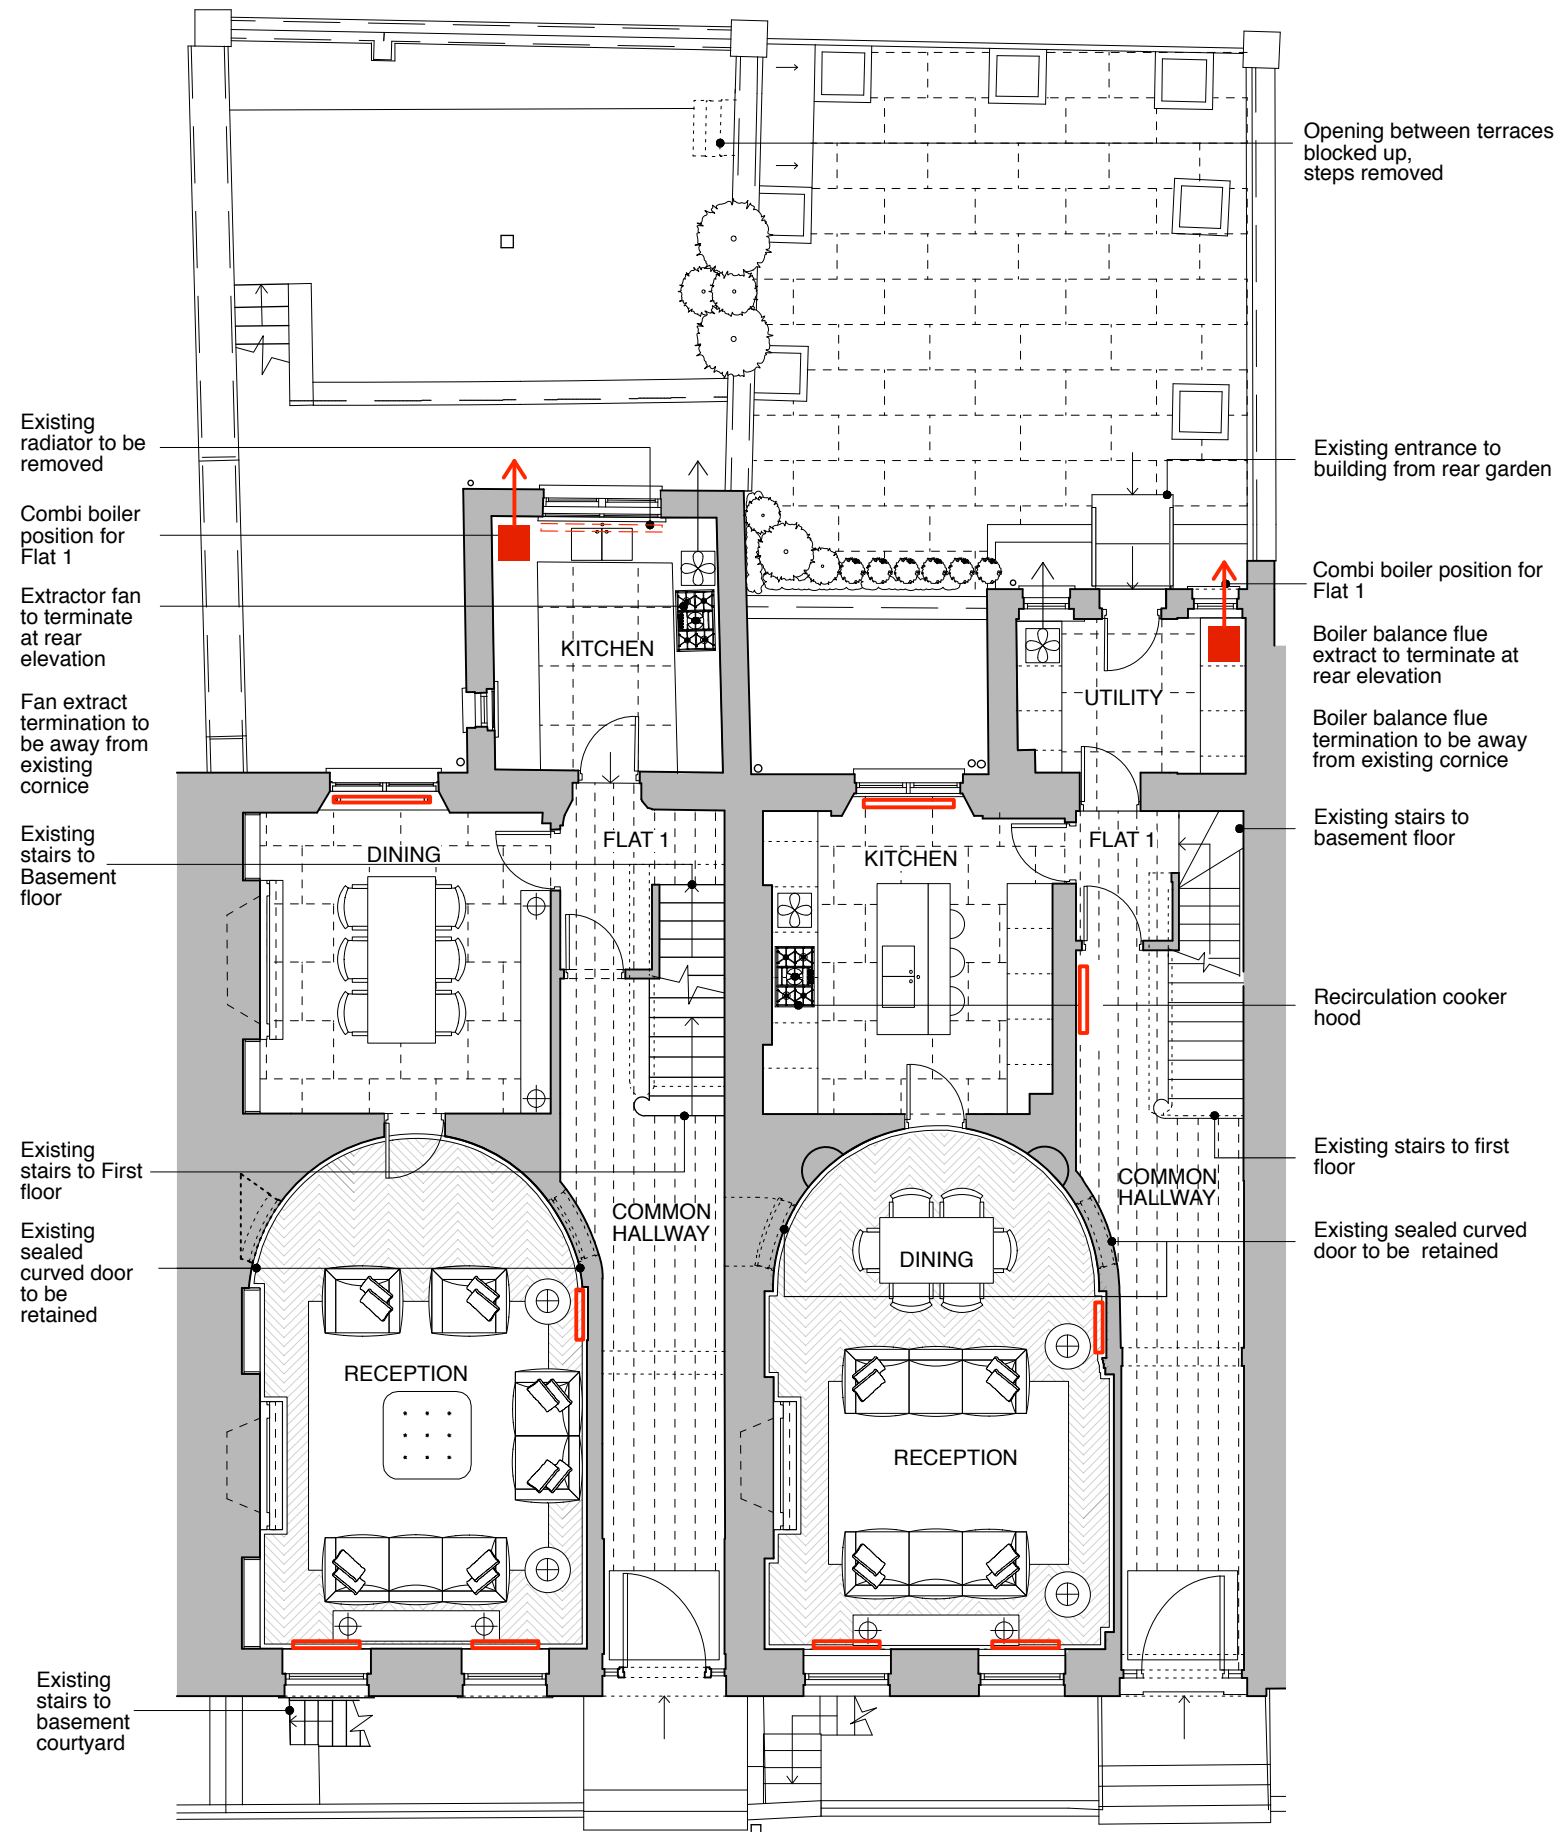 Opening between terraces
blocked up,
steps removed
Existing
radiator to be
removed
Combi boiler
position for
Flat 1
Extractor fan
to terminate
at rear
elevation
Fan extract
termination to
be away from
existing
cornice
Existing
stairs to
Basement
floor
Existing
stairs to First
floor
Existing
sealed
curved door
to be
retained
Existing
stairs to
basement
courtyard
KITCHEN
DINING
FLAT 1
COMMON
HALLWAY
RECEPTION
UTILITY
KITCHEN
FLAT 1
COMMON
HALLWAY
DINING
RECEPTION
Existing entrance to
building from rear garden
Combi boiler position for
Flat 1
Boiler balance flue
extract to terminate at
rear elevation
Boiler balance flue
termination to be away
from existing cornice
Existing stairs to
basement floor
Recirculation cooker
hood
Existing stairs to first
floor
Existing sealed curved
door to be retained